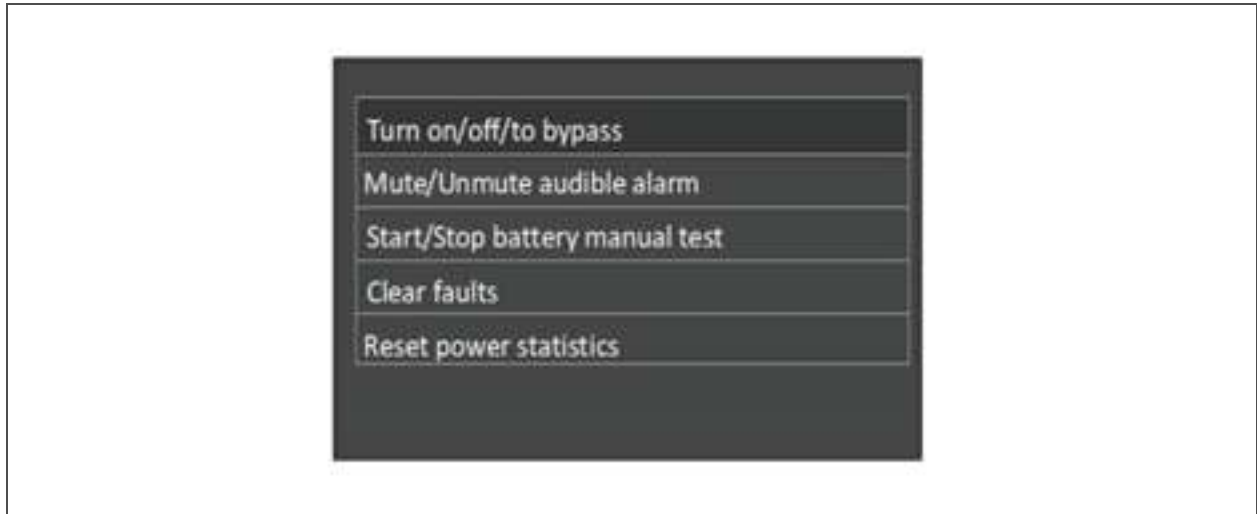 Turn on/off/to bypass
Mute/Unmute audible alarm
Start/Stop battery manual test
Clear faults
Reset power statistics